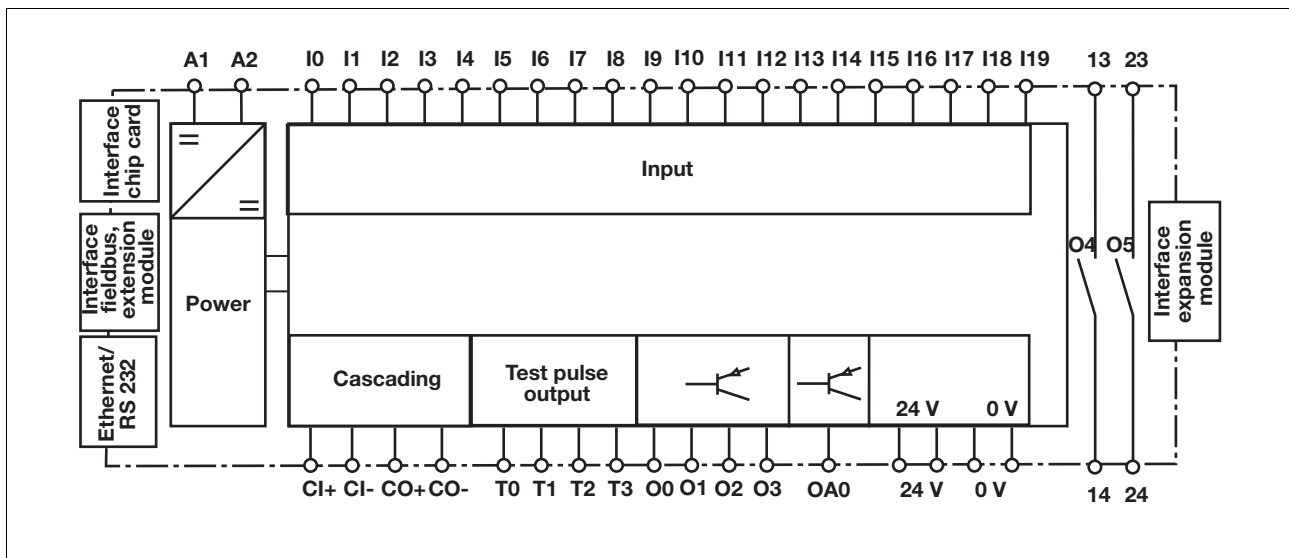 A1 A2 I0 I1 I2 I3 I4 I5 I6 I7 I8 I9 I10 I11 I12 I13 I14 I15 I16 I17 I18 I19 13 23
Interface
chip card
Interface
fieldbus,
extension
module
Ethernet/
RS 232
Power
Input
O4 O5
Interface
expansion
module
Cascading
Test pulse
output
24 V 0 V
CI+ CI- CO+ CO- T0 T1 T2 T3 O0 O1 O2 O3 OA0 24 V 0 V 14 24